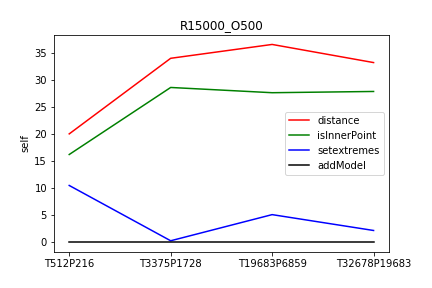 R15000_O500
35
30
25
20
15
10
5
0
self
distance
isInnerPoint
setextremes
addModel
T512P216 T3375P1728 T19683P6859 T32678P19683